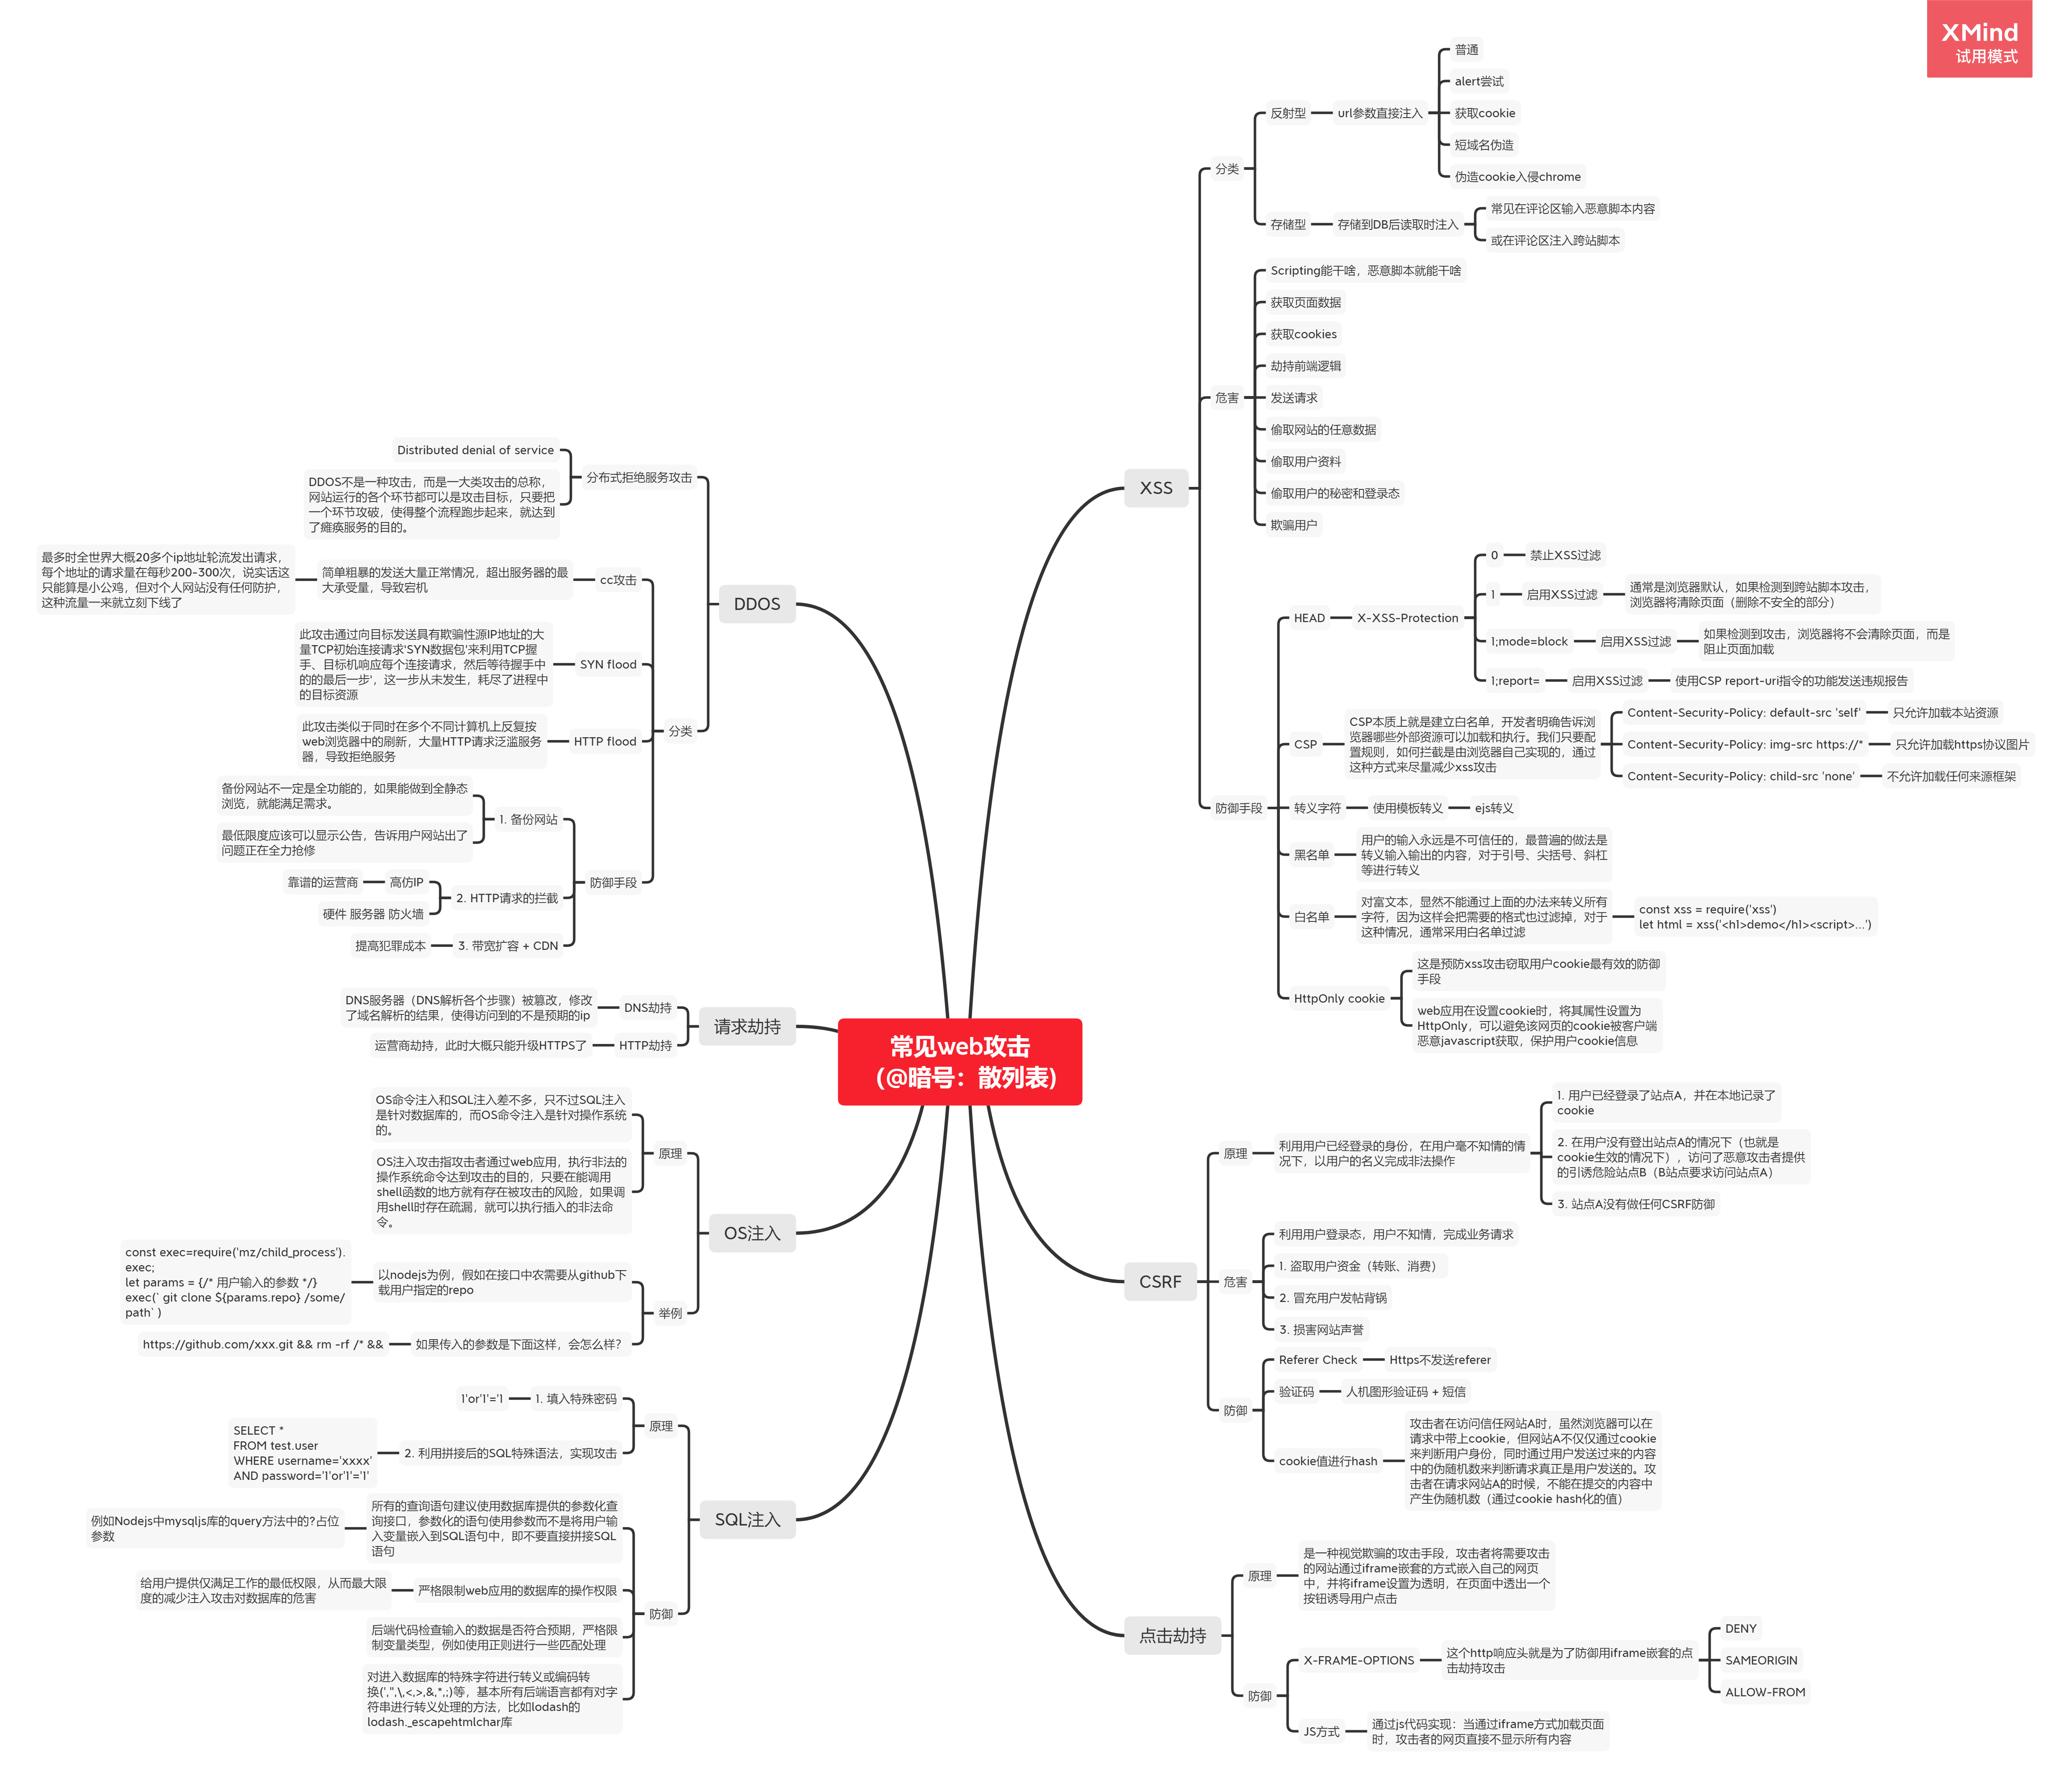 XMind
试用模式
常见web攻击
(@暗号：散列表)
XSS
分类
反射型
url参数直接注入
普通
alert尝试
获取cookie
短域名伪造
伪造cookie入侵chrome
存储型
存储到DB后读取时注入
常见在评论区输入恶意脚本内容
或在评论区注入跨站脚本
危害
Scripting能干啥，恶意脚本就能干啥
获取页面数据
获取cookies
劫持前端逻辑
发送请求
偷取网站的任意数据
偷取用户资料
偷取用户的秘密和登录态
欺骗用户
防御手段
HEAD
X-XSS-Protection
0
禁止XSS过滤
1
启用XSS过滤
通常是浏览器默认，如果检测到跨站脚本攻击，
浏览器将清除页面（删除不安全的部分）
1;mode=block
启用XSS过滤
如果检测到攻击，浏览器将不会清除页面，而是
阻止页面加载
1;report=
启用XSS过滤
使用CSP report-uri指令的功能发送违规报告
CSP
CSP本质上就是建立白名单，开发者明确告诉浏
览器哪些外部资源可以加载和执行。我们只要配
置规则，如何拦截是由浏览器自己实现的，通过
这种方式来尽量减少xss攻击
Content-Security-Policy: default-src 'self'
只允许加载本站资源
Content-Security-Policy: img-src https://*
只允许加载https协议图片
Content-Security-Policy: child-src 'none'
不允许加载任何来源框架
转义字符
使用模板转义
ejs转义
黑名单
用户的输入永远是不可信任的，最普遍的做法是
转义输入输出的内容，对于引号、尖括号、斜杠
等进行转义
白名单
对富文本，显然不能通过上面的办法来转义所有
字符，因为这样会把需要的格式也过滤掉，对于
这种情况，通常采用白名单过滤
const xss = require('xss')
let html = xss('<h1>demo</h1><script>...')
HttpOnly cookie
这是预防xss攻击窃取用户cookie最有效的防御
手段
web应用在设置cookie时，将其属性设置为
HttpOnly，可以避免该网页的cookie被客户端
恶意javascript获取，保护用户cookie信息
CSRF
原理
利用用户已经登录的身份，在用户毫不知情的情
况下，以用户的名义完成非法操作
1. 用户已经登录了站点A，并在本地记录了
cookie
2. 在用户没有登出站点A的情况下（也就是
cookie生效的情况下），访问了恶意攻击者提供
的引诱危险站点B（B站点要求访问站点A）
3. 站点A没有做任何CSRF防御
危害
利用用户登录态，用户不知情，完成业务请求
1. 盗取用户资金（转账、消费）
2. 冒充用户发帖背锅
3. 损害网站声誉
防御
Referer Check
Https不发送referer
验证码
人机图形验证码 + 短信
cookie值进行hash
攻击者在访问信任网站A时，虽然浏览器可以在
请求中带上cookie，但网站A不仅仅通过cookie
来判断用户身份，同时通过用户发送过来的内容
中的伪随机数来判断请求真正是用户发送的。攻
击者在请求网站A的时候，不能在提交的内容中
产生伪随机数（通过cookie hash化的值）
点击劫持
原理
是一种视觉欺骗的攻击手段，攻击者将需要攻击
的网站通过iframe嵌套的方式嵌入自己的网页
中，并将iframe设置为透明，在页面中透出一个
按钮诱导用户点击
防御
X-FRAME-OPTIONS
这个http响应头就是为了防御用iframe嵌套的点
击劫持攻击
DENY
SAMEORIGIN
ALLOW-FROM
JS方式
通过js代码实现：当通过iframe方式加载页面
时，攻击者的网页直接不显示所有内容
DDOS
分布式拒绝服务攻击
Distributed denial of service
DDOS不是一种攻击，而是一大类攻击的总称，
网站运行的各个环节都可以是攻击目标，只要把
一个环节攻破，使得整个流程跑步起来，就达到
了瘫痪服务的目的。
分类
cc攻击
简单粗暴的发送大量正常情况，超出服务器的最
大承受量，导致宕机
最多时全世界大概20多个ip地址轮流发出请求，
每个地址的请求量在每秒200-300次，说实话这
只能算是小公鸡，但对个人网站没有任何防护，
这种流量一来就立刻下线了
SYN flood
此攻击通过向目标发送具有欺骗性源IP地址的大
量TCP初始连接请求'SYN数据包'来利用TCP握
手、目标机响应每个连接请求，然后等待握手中
的的最后一步'，这一步从未发生，耗尽了进程中
的目标资源
HTTP flood
此攻击类似于同时在多个不同计算机上反复按
web浏览器中的刷新，大量HTTP请求泛滥服务
器，导致拒绝服务
防御手段
1. 备份网站
备份网站不一定是全功能的，如果能做到全静态
浏览，就能满足需求。
最低限度应该可以显示公告，告诉用户网站出了
问题正在全力抢修
2. HTTP请求的拦截
高仿IP
靠谱的运营商
硬件 服务器 防火墙
3. 带宽扩容 + CDN
提高犯罪成本
请求劫持
DNS劫持
DNS服务器（DNS解析各个步骤）被篡改，修改
了域名解析的结果，使得访问到的不是预期的ip
HTTP劫持
运营商劫持，此时大概只能升级HTTPS了
OS注入
原理
OS命令注入和SQL注入差不多，只不过SQL注入
是针对数据库的，而OS命令注入是针对操作系统
的。
OS注入攻击指攻击者通过web应用，执行非法的
操作系统命令达到攻击的目的，只要在能调用
shell函数的地方就有存在被攻击的风险，如果调
用shell时存在疏漏，就可以执行插入的非法命
令。
举例
以nodejs为例，假如在接口中农需要从github下
载用户指定的repo
const exec=require('mz/child_process').
exec;
let params = {/* 用户输入的参数 */}
exec(` git clone ${params.repo} /some/
path` )
如果传入的参数是下面这样，会怎么样?
https://github.com/xxx.git && rm -rf /* &&
SQL注入
原理
1. 填入特殊密码
1'or'1'='1
2. 利用拼接后的SQL特殊语法，实现攻击
SELECT *
FROM test.user
WHERE username='xxxx'
AND password='1'or'1'='1'
防御
所有的查询语句建议使用数据库提供的参数化查
询接口，参数化的语句使用参数而不是将用户输
入变量嵌入到SQL语句中，即不要直接拼接SQL
语句
例如Nodejs中mysqljs库的query方法中的?占位
参数
严格限制web应用的数据库的操作权限
给用户提供仅满足工作的最低权限，从而最大限
度的减少注入攻击对数据库的危害
后端代码检查输入的数据是否符合预期，严格限
制变量类型，例如使用正则进行一些匹配处理
对进入数据库的特殊字符进行转义或编码转
换(',",\,<,>,&,*,;)等，基本所有后端语言都有对字
符串进行转义处理的方法，比如lodash的
lodash._escapehtmlchar库